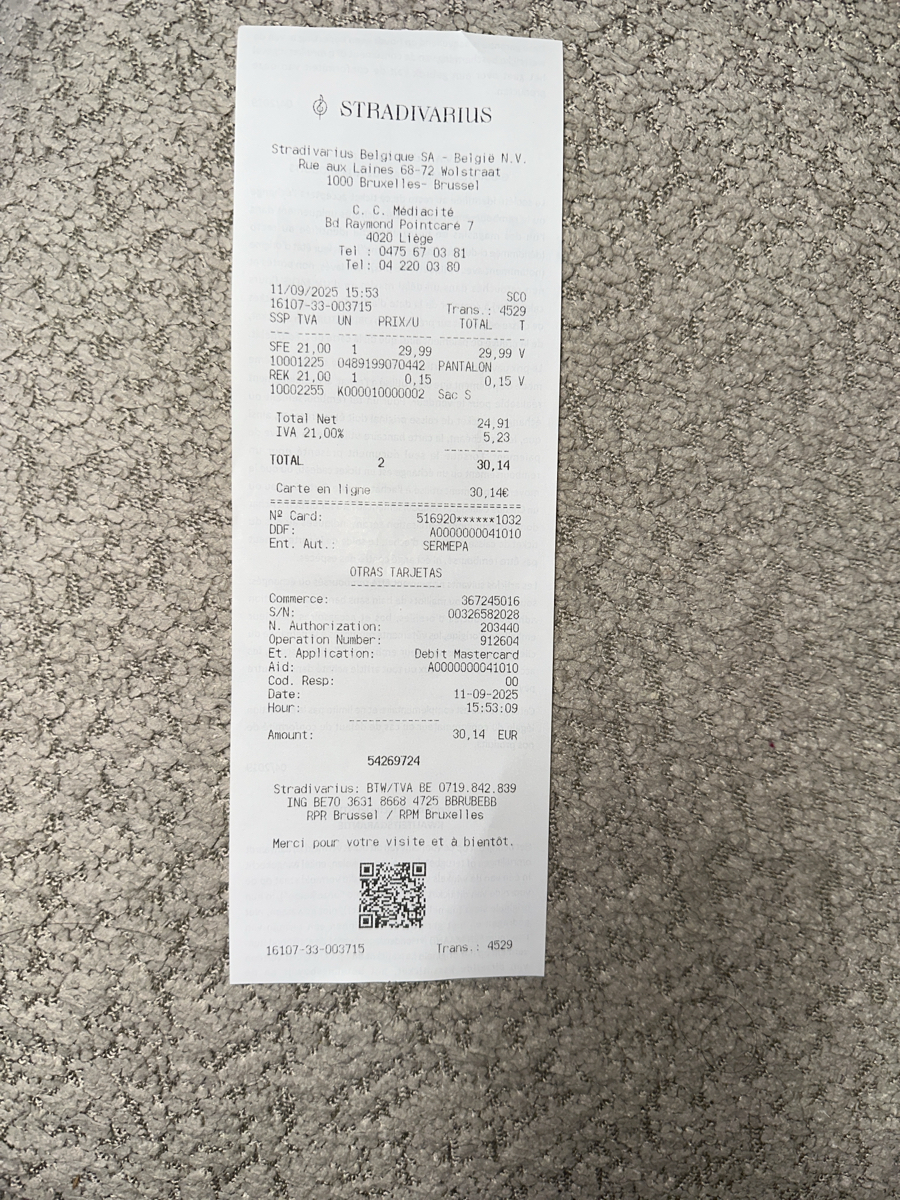 STRADIVARIUS
Stradivarius Belgique SA - België N.V.
Rue aux Laines 68-72 Wolstraat
1000 Bruxelles- Brussel
C. C. Médiacité
Bd Raymond Pointcaré 7
4020 Liège
Tel : 0475 67 03 81
Tel: 04 220 03 80
11/09/2025 15:53 SCO
16107-33-003715 Trans.: 4529
SSP TVA UN PRIX/U TOTAL T
SFE 21,00 1 29,99 29,99 V
10001225 0489199070442 PANTALON
REK 21,00 1 0,15 0,15 V
10002255 K000010000002 Sac S
Total Net 24,91
IVA 21,00% 5,23
TOTAL 2 30,14
Carte en ligne 30,14€
Nº Card: 516920******1032
DDF: A0000000041010
Ent. Aut.: SERMEPA
OTRAS TARJETAS
Commerce: 367245016
S/N: 00326582028
N. Authorization: 203440
Operation Number: 912604
Et. Application: Debit Mastercard
Aid: A0000000041010
Cod. Resp: 00
Date: 11-09-2025
Hour: 15:53:09
Amount: 30,14 EUR
54269724
Stradivarius: BTW/TVA BE 0719.842.839
ING BE70 3631 8668 4725 BBRUBEBB
RPR Brussel / RPM Bruxelles
Merci pour votre visite et à bientôt.
16107-33-003715 Trans.: 4529